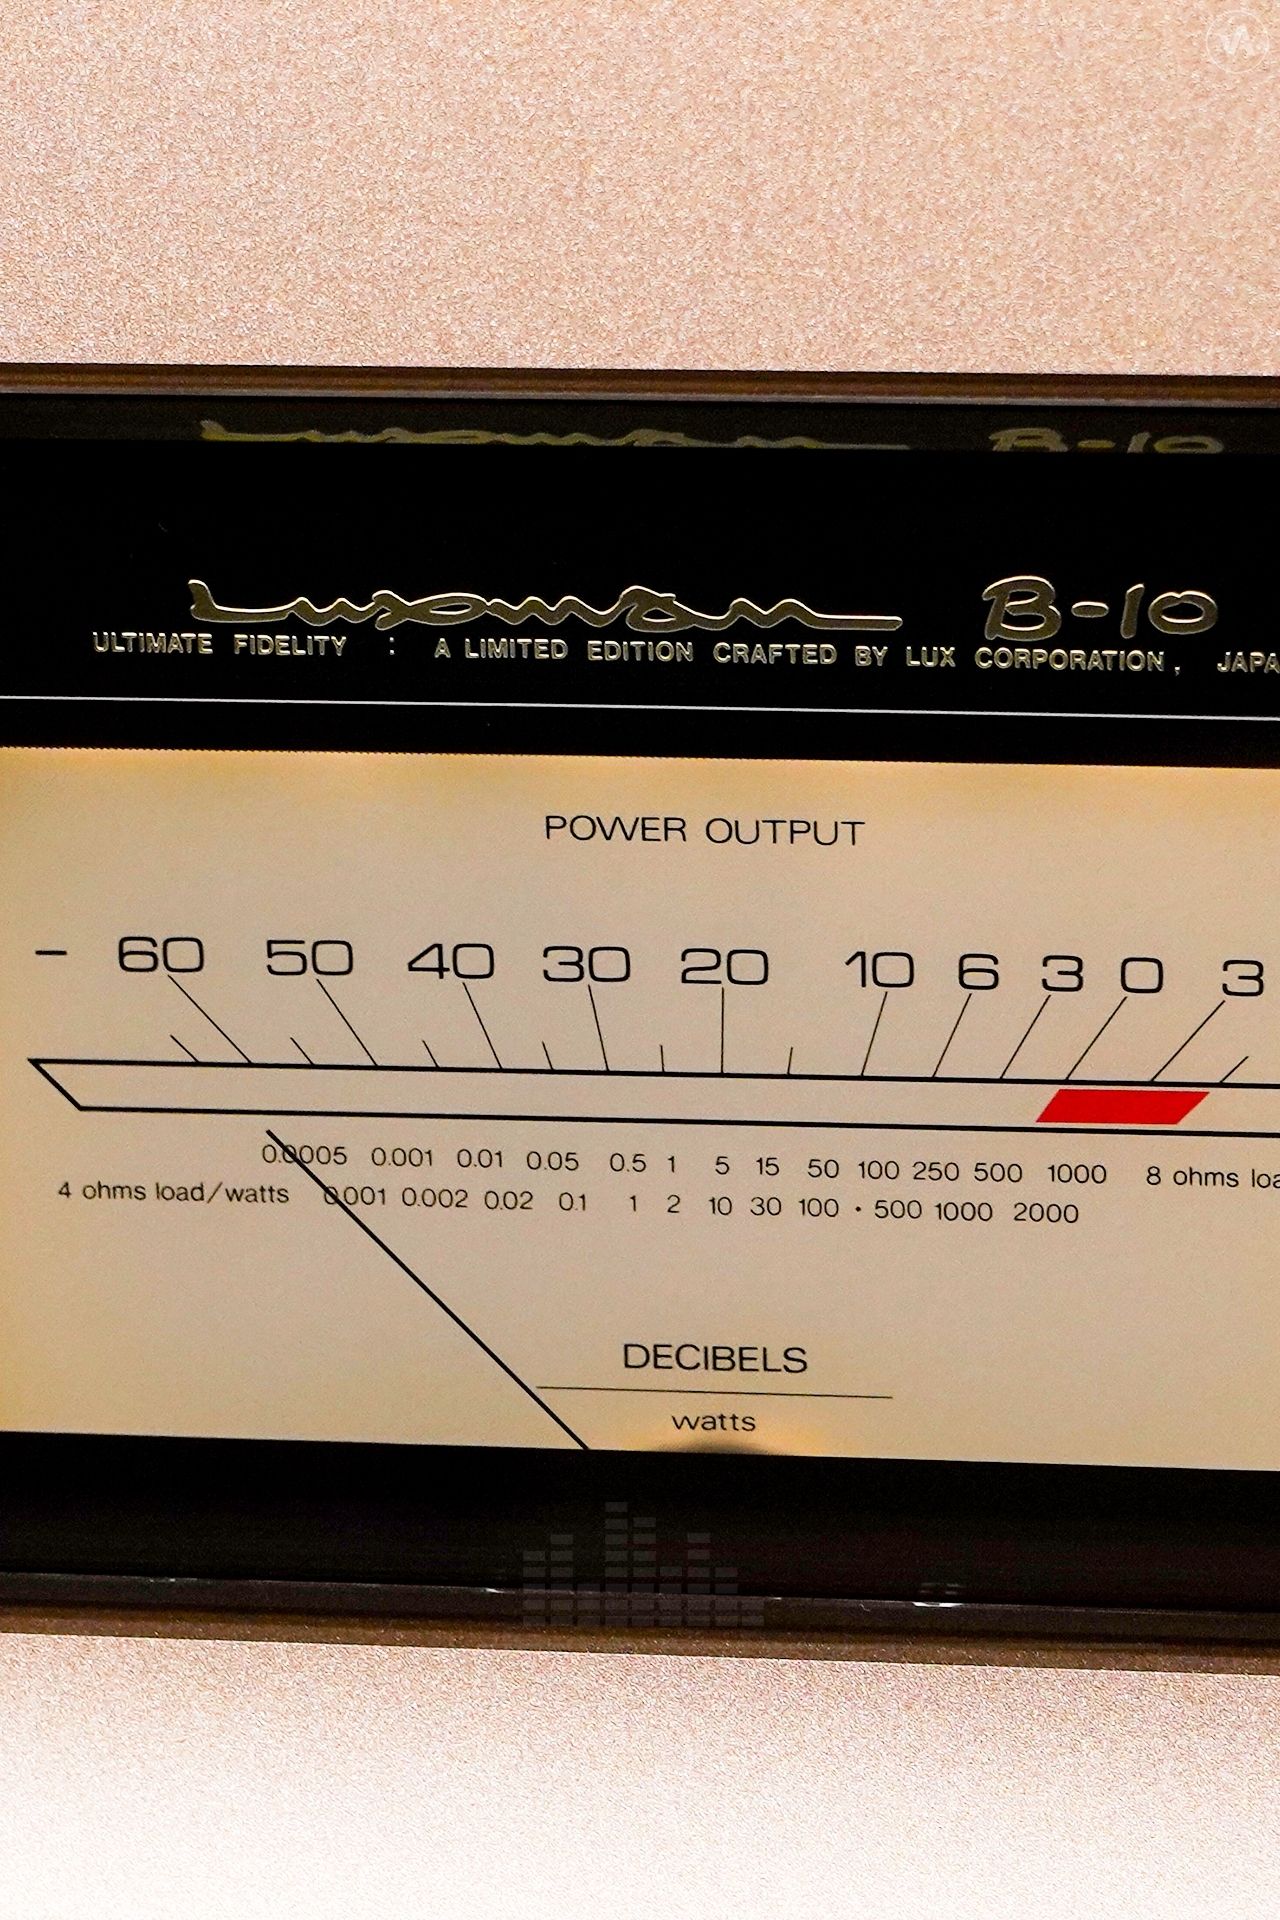 Luxman B-10
ULTIMATE FIDELITY : A LIMITED EDITION CRAFTED BY LUX CORPORATION, JAPA
POWER OUTPUT
- 60 50 40 30 20 10 6 3 0 3
0.0005 0.001 0.01 0.05 0.5 1 5 15 50 100 250 500 1000 8 ohms loa
4 ohms load/watts 0.001 0.002 0.02 0.1 1 2 10 30 100 • 500 1000 2000
DECIBELS
watts